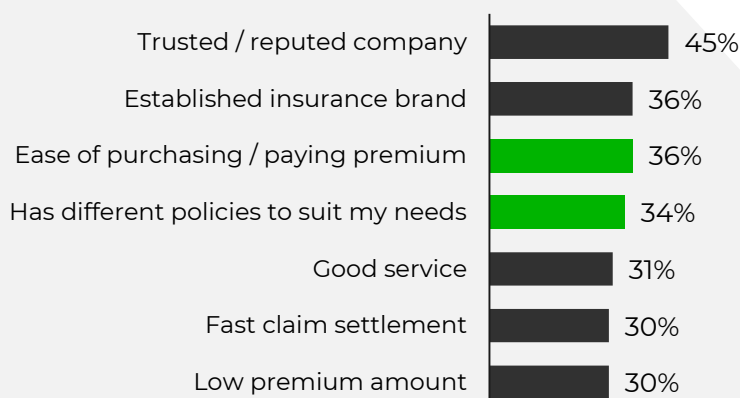 Trusted / reputed company 45%
Established insurance brand 36%
Ease of purchasing / paying premium 36%
Has different policies to suit my needs 34%
Good service 31%
Fast claim settlement 30%
Low premium amount 30%